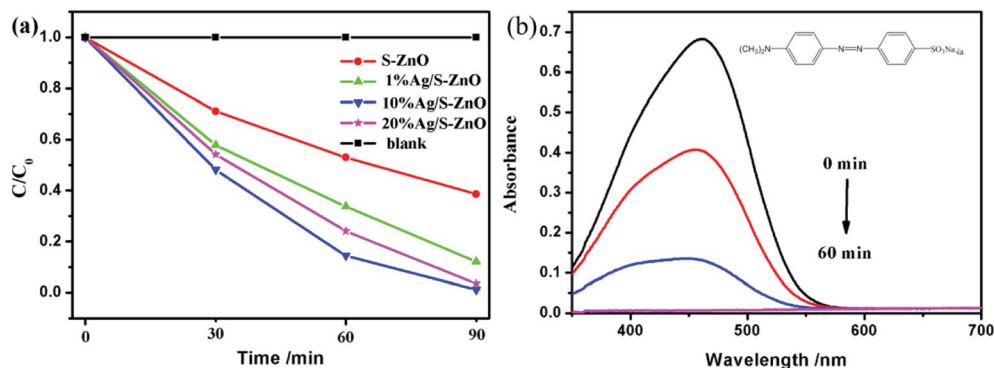 (a)
1.0
0.8
0.6
0.4
0.2
0.0
C/C0
0
30
60
90
Time /min
S-ZnO
1%Ag/S-ZnO
10%Ag/S-ZnO
20%Ag/S-ZnO
blank
(b)
0.7
0.6
0.5
0.4
0.3
0.2
0.1
0.0
Absorbance
400
500
600
700
Wavelength /nm
(CH3)2N
N=N
SO3Na
0 min
60 min